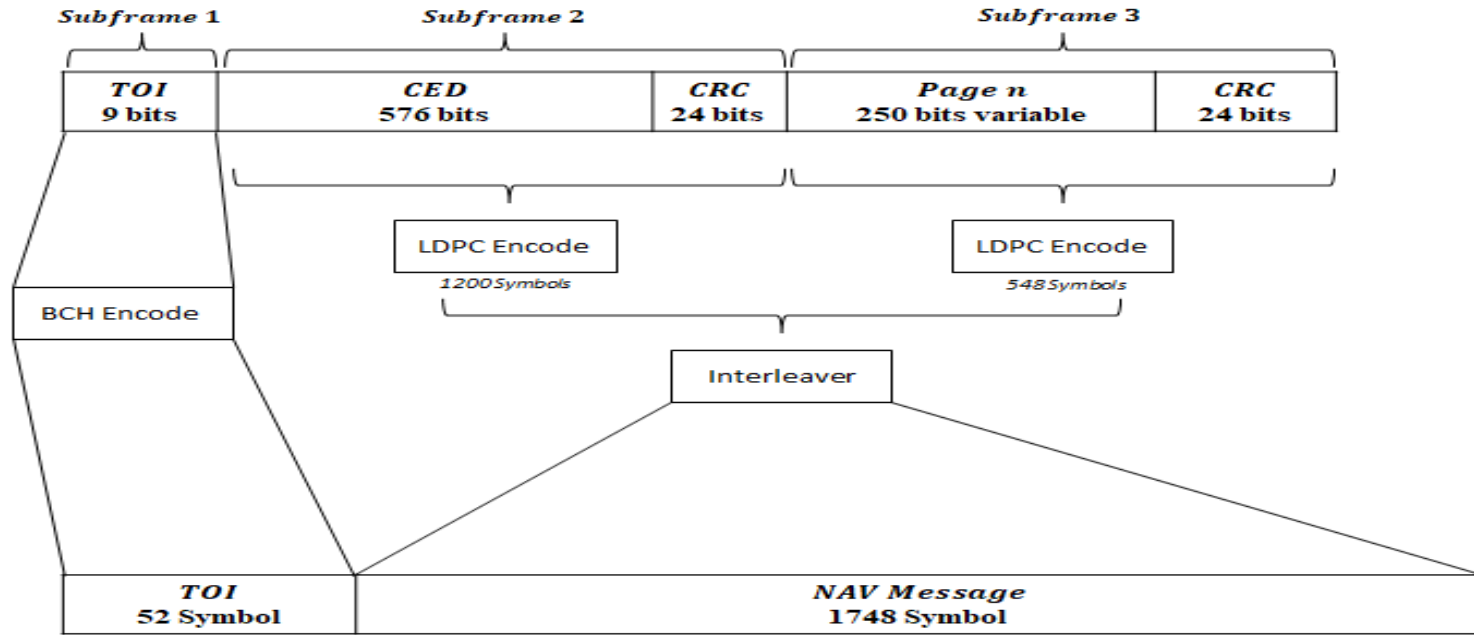 Subframe 1
Subframe 2
Subframe 3
TOI
9 bits
CED
576 bits
CRC
24 bits
Page n
250 bits variable
CRC
24 bits
LDPC Encode
1200 Symbols
LDPC Encode
548 Symbols
BCH Encode
Interleaver
TOI
52 Symbol
NAV Message
1748 Symbol